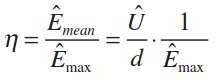 η = Ê_mean / Ê_max = Û / d · 1 / Ê_max